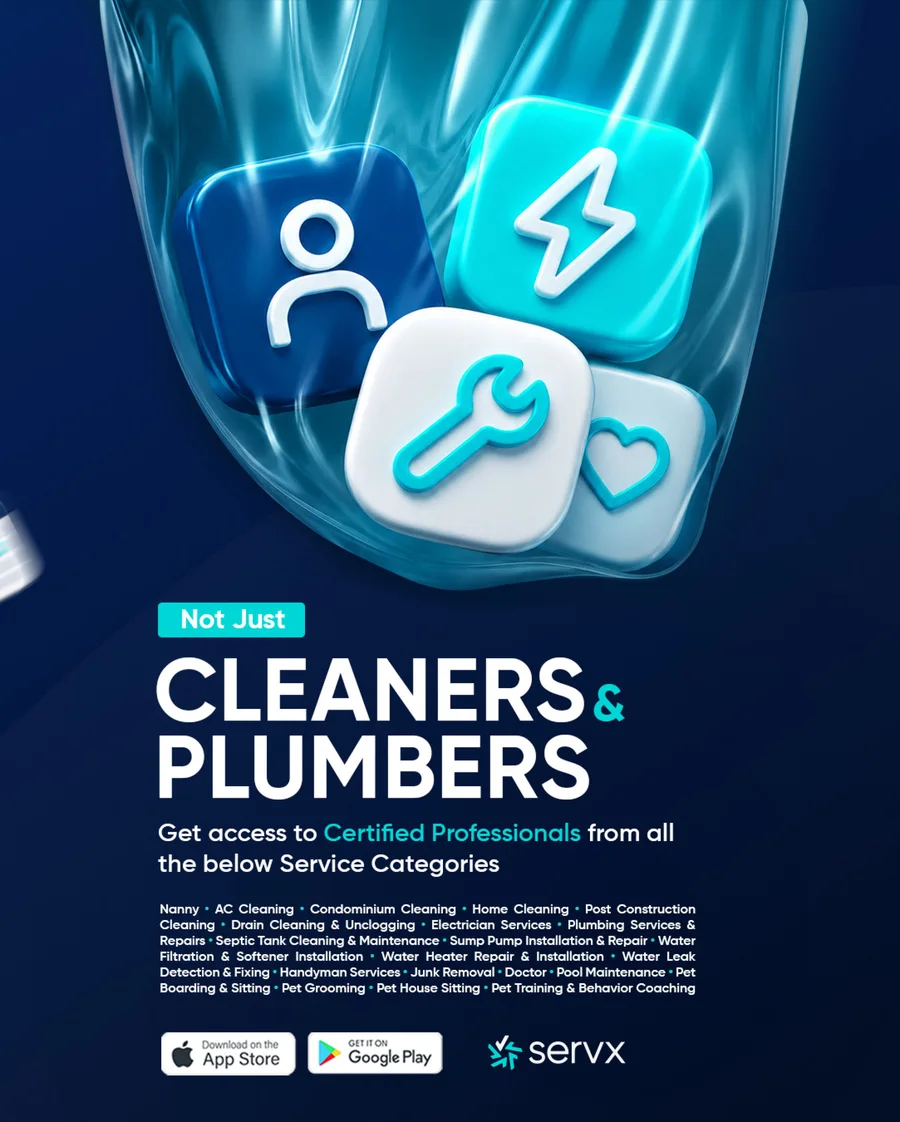 Not Just
CLEANERS &
PLUMBERS
Get access to Certified Professionals from all
the below Service Categories
Nanny • AC Cleaning • Condominium Cleaning • Home Cleaning • Post Construction
Cleaning • Drain Cleaning & Unclogging • Electrician Services • Plumbing Services &
Repairs • Septic Tank Cleaning & Maintenance • Sump Pump Installation & Repair • Water
Filtration & Softener Installation • Water Heater Repair & Installation • Water Leak
Detection & Fixing • Handyman Services • Junk Removal • Doctor • Pool Maintenance • Pet
Boarding & Sitting • Pet Grooming • Pet House Sitting • Pet Training & Behavior Coaching
Download on the
App Store
GET IT ON
Google Play
servx